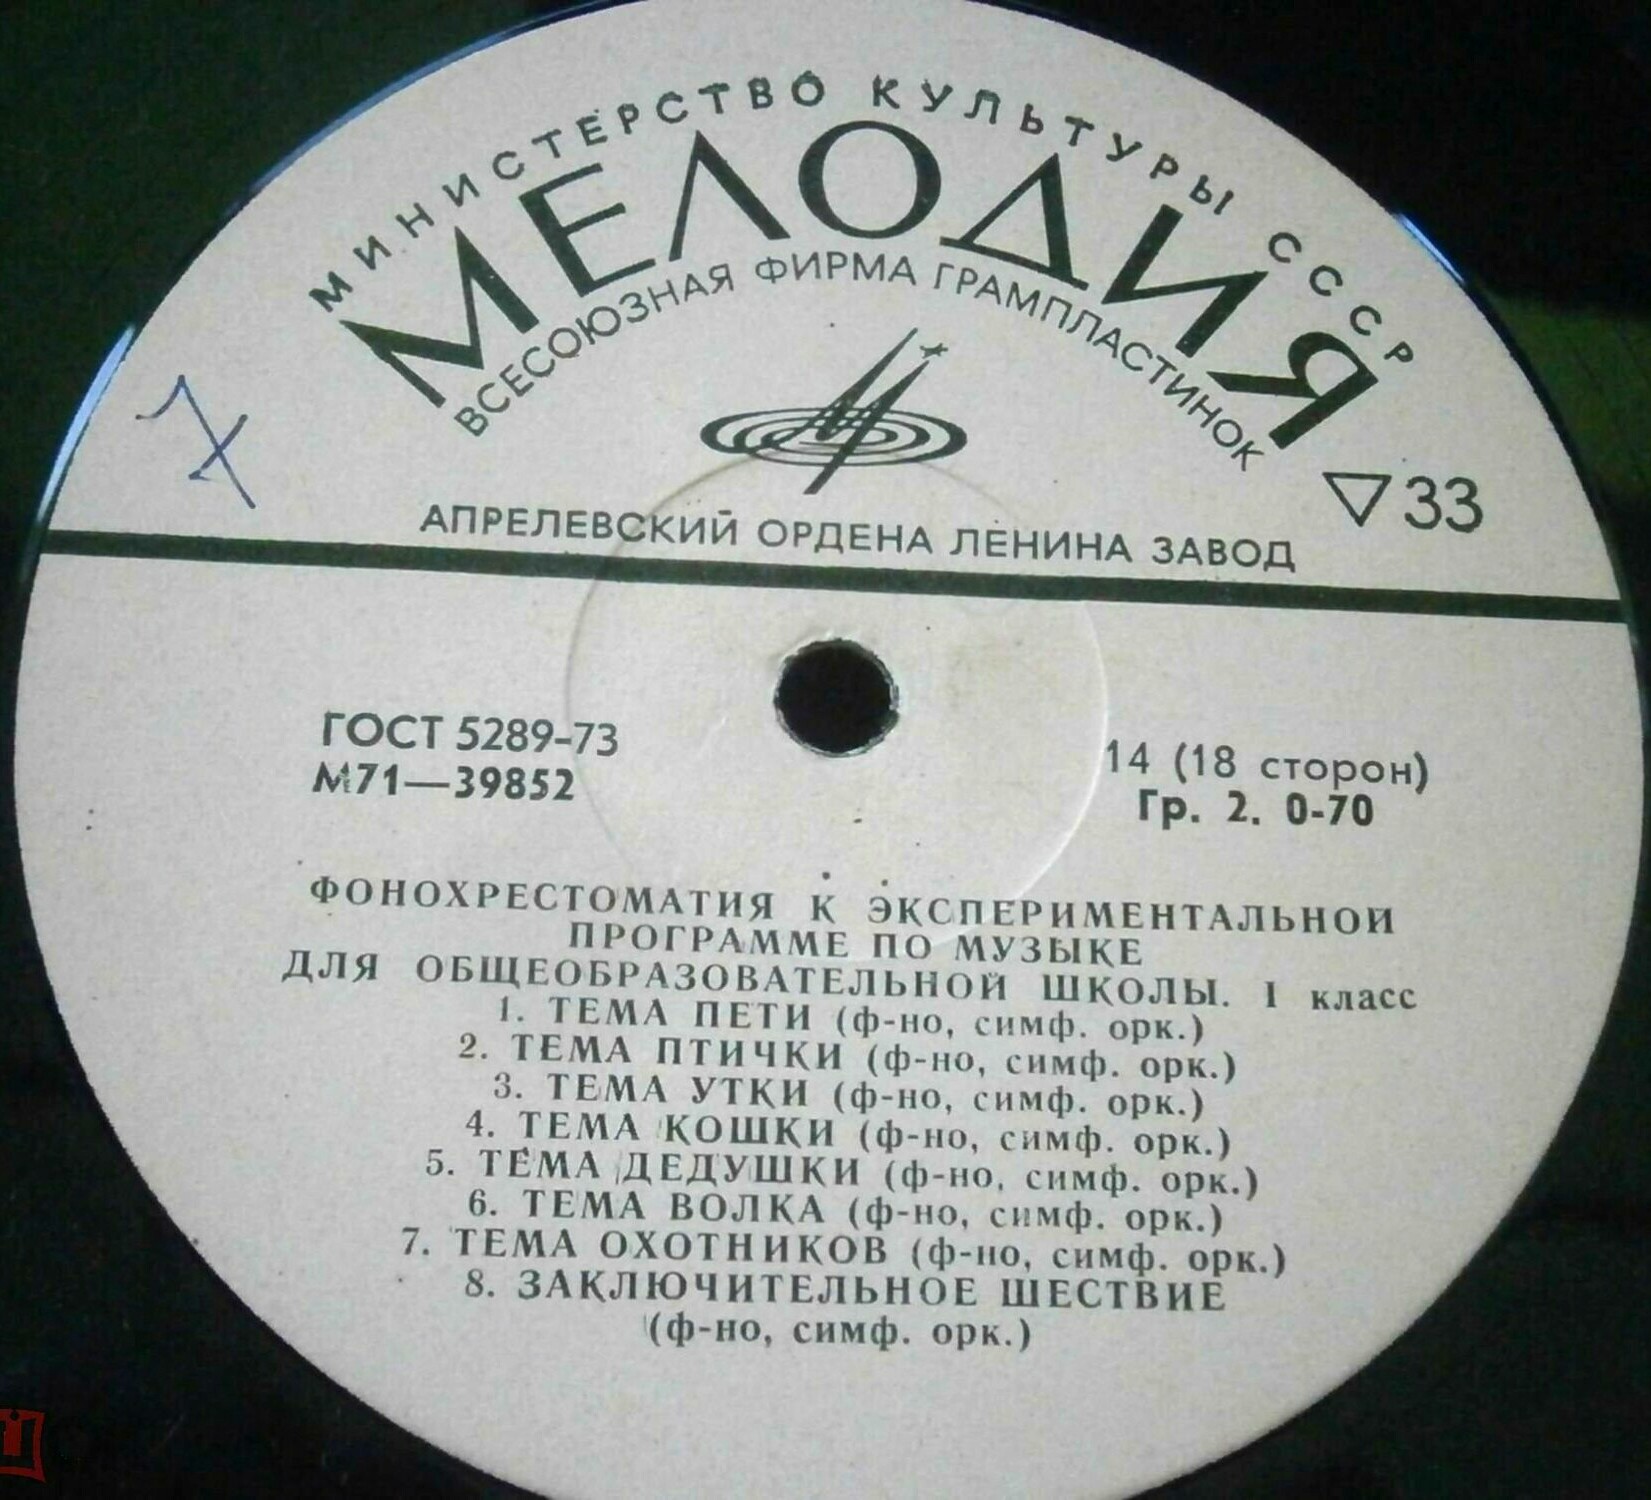 МИНИСТЕРСТВО КУЛЬТУРЫ СССР
МЕЛОДИЯ
ВСЕСОЮЗНАЯ ФИРМА ГРАМПЛАСТИНОК
7
▽33
АПРЕЛЕВСКИЙ ОРДЕНА ЛЕНИНА ЗАВОД
ГОСТ 5289-73
М71—39852
14 (18 сторон)
Гр. 2. 0-70
ФОНОХРЕСТОМАТИЯ К ЭКСПЕРИМЕНТАЛЬНОЙ
ПРОГРАММЕ ПО МУЗЫКЕ
ДЛЯ ОБЩЕОБРАЗОВАТЕЛЬНОЙ ШКОЛЫ. I класс
1. ТЕМА ПЕТИ (ф-но, симф. орк.)
2. ТЕМА ПТИЧКИ (ф-но, симф. орк.)
3. ТЕМА УТКИ (ф-но, симф. орк.)
4. ТЕМА КОШКИ (ф-но, симф. орк.)
5. ТЕМА ДЕДУШКИ (ф-но, симф. орк.)
6. ТЕМА ВОЛКА (ф-но, симф. орк.)
7. ТЕМА ОХОТНИКОВ (ф-но, симф. орк.)
8. ЗАКЛЮЧИТЕЛЬНОЕ ШЕСТВИЕ
(ф-но, симф. орк.)